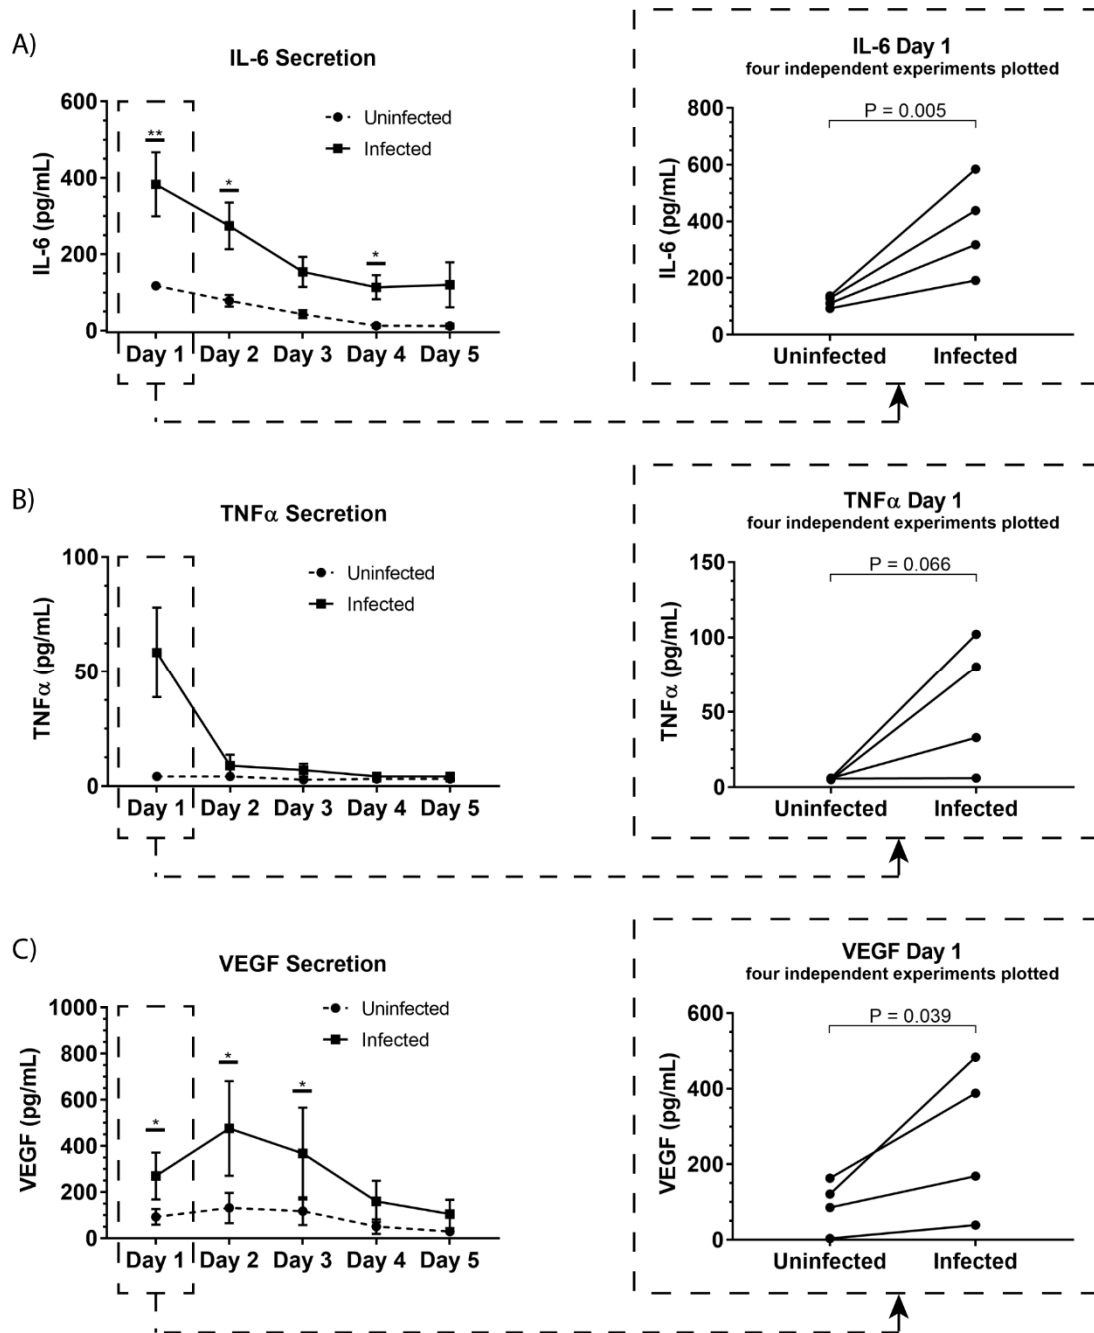 A)
IL-6 Secretion
IL-6 (pg/mL)
600
400
200
0
**
*
*
Uninfected
Infected
Day 1 Day 2 Day 3 Day 4 Day 5
IL-6 Day 1
four independent experiments plotted
P = 0.005
IL-6 (pg/mL)
800
600
400
200
0
Uninfected Infected
B)
TNFα Secretion
TNFα (pg/mL)
100
50
0
Uninfected
Infected
Day 1 Day 2 Day 3 Day 4 Day 5
TNFα Day 1
four independent experiments plotted
P = 0.066
TNFα (pg/mL)
150
100
50
0
Uninfected Infected
C)
VEGF Secretion
VEGF (pg/mL)
1000
800
600
400
200
0
*
*
*
Uninfected
Infected
Day 1 Day 2 Day 3 Day 4 Day 5
VEGF Day 1
four independent experiments plotted
P = 0.039
VEGF (pg/mL)
600
400
200
0
Uninfected Infected